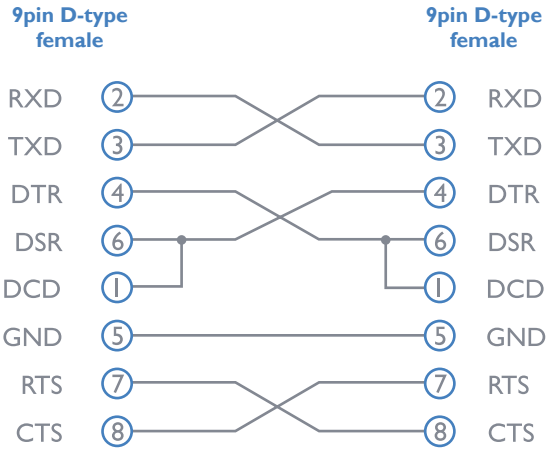 9pin D-type 9pin D-type
female female
RXD 2 2 RXD
TXD 3 3 TXD
DTR 4 4 DTR
DSR 6 6 DSR
DCD 1 1 DCD
GND 5 5 GND
RTS 7 7 RTS
CTS 8 8 CTS